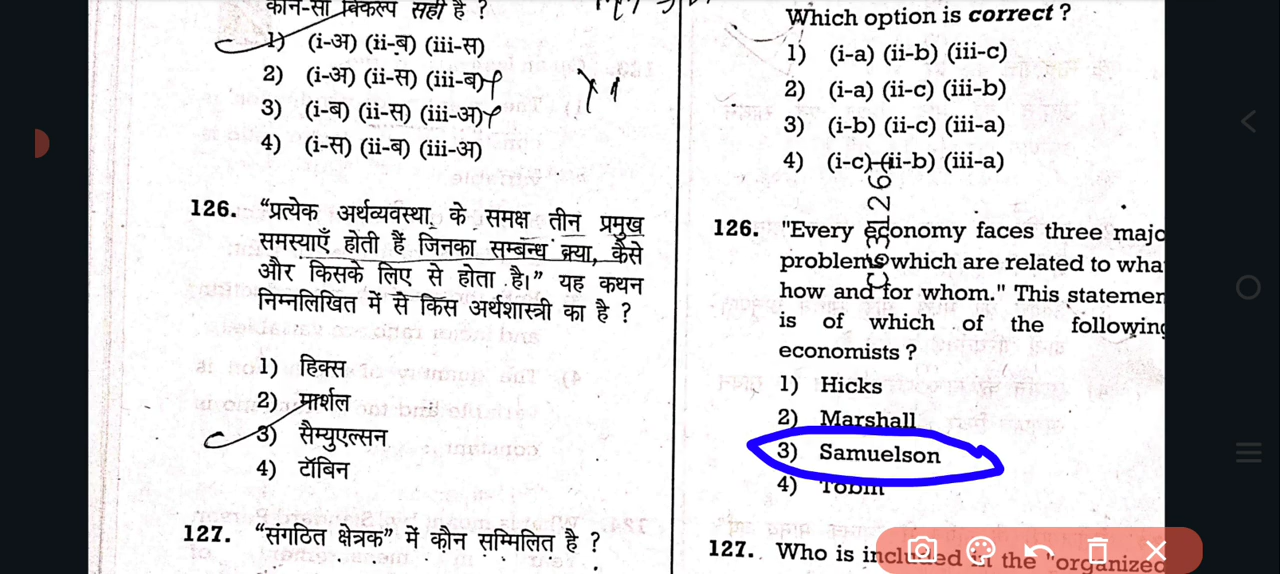 कौन-सा विकल्प सही है ?
1) (i-अ) (ii-ब) (iii-स)
2) (i-अ) (ii-स) (iii-ब)
3) (i-ब) (ii-स) (iii-अ)
4) (i-स) (ii-ब) (iii-अ)
126. “प्रत्येक अर्थव्यवस्था के समक्ष तीन प्रमुख
समस्याएँ होती हैं जिनका सम्बन्ध क्या, कैसे
और किसके लिए से होता है।” यह कथन
निम्नलिखित में से किस अर्थशास्त्री का है ?
1) हिक्स
2) मार्शल
3) सैम्युएल्सन
4) टॉबिन
127. “संगठित क्षेत्रक” में कौन सम्मिलित है ?
Which option is correct ?
1) (i-a) (ii-b) (iii-c)
2) (i-a) (ii-c) (iii-b)
3) (i-b) (ii-c) (iii-a)
4) (i-c) (ii-b) (iii-a)
126. "Every economy faces three majo
problems which are related to wha
how and for whom." This statemen
is of which of the following
economists ?
1) Hicks
2) Marshall
3) Samuelson
4) Tobin
127. Who is included in the "organized